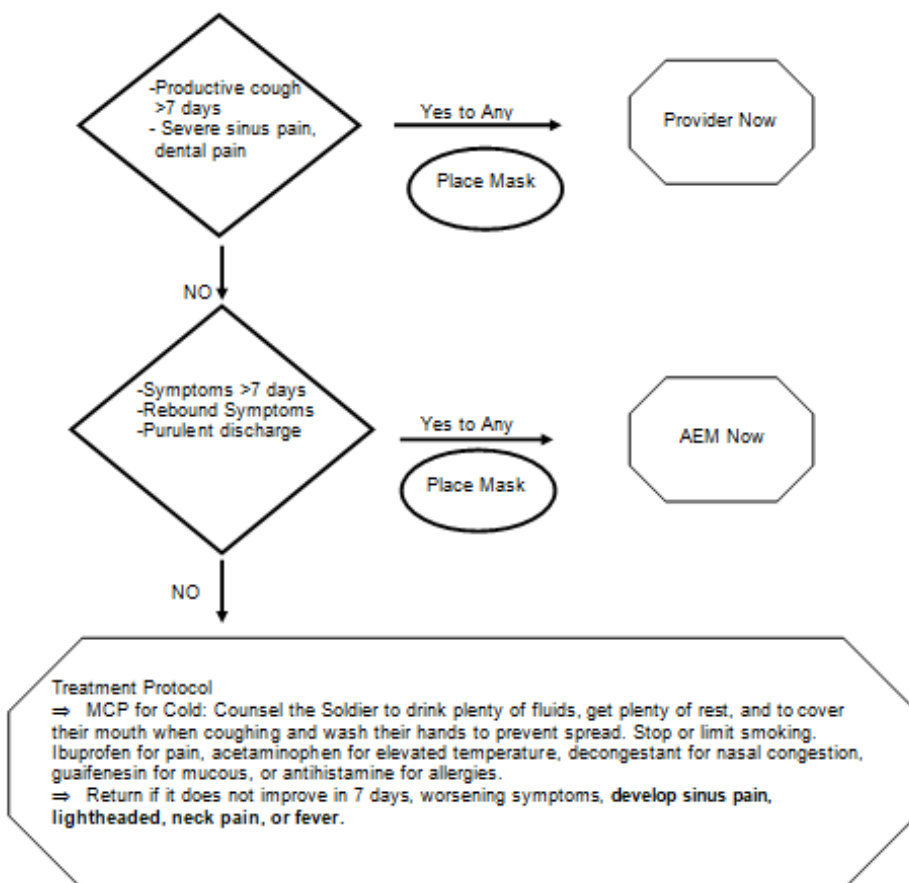 -Productive cough
>7 days
- Severe sinus pain,
dental pain
Yes to Any
Place Mask
Provider Now
NO
-Symptoms >7 days
-Rebound Symptoms
-Purulent discharge
Yes to Any
Place Mask
AEM Now
NO
Treatment Protocol
⇒ MCP for Cold: Counsel the Soldier to drink plenty of fluids, get plenty of rest, and to cover
their mouth when coughing and wash their hands to prevent spread. Stop or limit smoking.
Ibuprofen for pain, acetaminophen for elevated temperature, decongestant for nasal congestion,
guaifenesin for mucous, or antihistamine for allergies.
⇒ Return if it does not improve in 7 days, worsening symptoms, develop sinus pain,
lightheaded, neck pain, or fever.